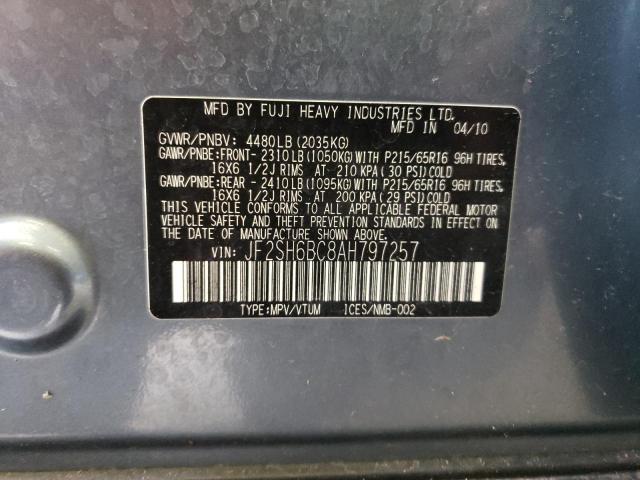 MFD BY FUJI HEAVY INDUSTRIES LTD.
MFD IN 04/10
GVWR/PNBV: 4480LB (2035KG)
GAWR/PNBE:FRONT- 2310LB (1050KG) WITH P215/65R16 96H TIRES,
16X6 1/2J RIMS AT 210 KPA (30 PSI) COLD
GAWR/PNBE:REAR - 2410LB (1095KG) WITH P215/65R16 96H TIRES,
16X6 1/2J RIMS AT 200 KPA (29 PSI) COLD
THIS VEHICLE CONFORMS TO ALL APPLICABLE FEDERAL MOTOR
VEHICLE SAFETY AND THEFT PREVENTION STANDARDS IN EFFECT ON
THE DATE OF MANUFACTURE SHOWN ABOVE.
VIN: JF2SH6BC8AH797257
TYPE:MPV/VTUM ICES/NMB-002